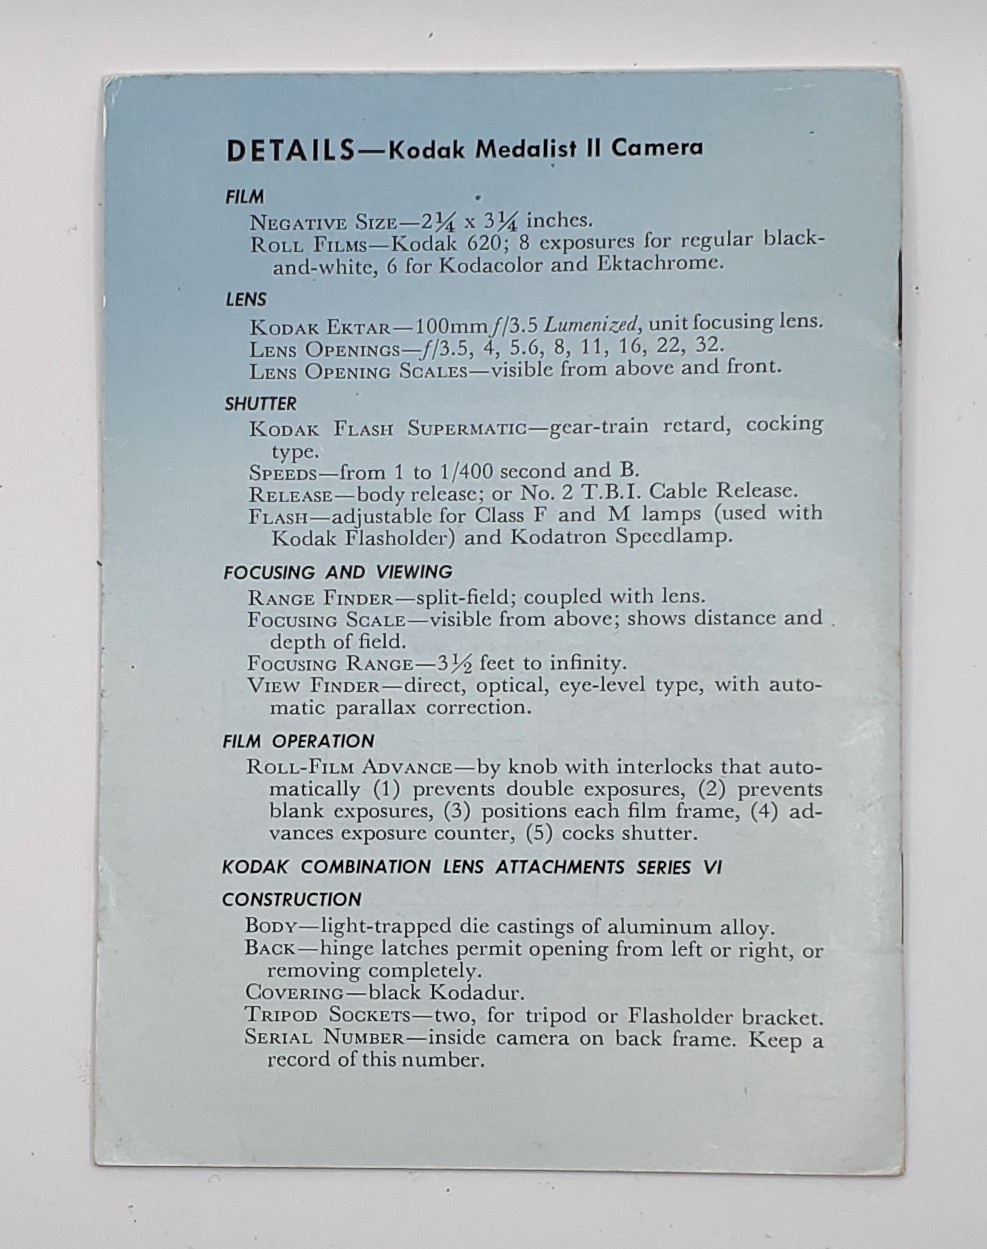 DETAILS—Kodak Medalist II Camera
FILM
NEGATIVE SIZE—2¼ x 3¼ inches.
ROLL FILMS—Kodak 620; 8 exposures for regular black-
and-white, 6 for Kodacolor and Ektachrome.
LENS
KODAK EKTAR—100mm f/3.5 Lumenized, unit focusing lens.
LENS OPENINGS—f/3.5, 4, 5.6, 8, 11, 16, 22, 32.
LENS OPENING SCALES—visible from above and front.
SHUTTER
KODAK FLASH SUPERMATIC—gear-train retard, cocking
type.
SPEEDS—from 1 to 1/400 second and B.
RELEASE—body release; or No. 2 T.B.I. Cable Release.
FLASH—adjustable for Class F and M lamps (used with
Kodak Flasholder) and Kodatron Speedlamp.
FOCUSING AND VIEWING
RANGE FINDER—split-field; coupled with lens.
FOCUSING SCALE—visible from above; shows distance and
depth of field.
FOCUSING RANGE—3½ feet to infinity.
VIEW FINDER—direct, optical, eye-level type, with auto-
matic parallax correction.
FILM OPERATION
ROLL-FILM ADVANCE—by knob with interlocks that auto-
matically (1) prevents double exposures, (2) prevents
blank exposures, (3) positions each film frame, (4) ad-
vances exposure counter, (5) cocks shutter.
KODAK COMBINATION LENS ATTACHMENTS SERIES VI
CONSTRUCTION
BODY—light-trapped die castings of aluminum alloy.
BACK—hinge latches permit opening from left or right, or
removing completely.
COVERING—black Kodadur.
TRIPOD SOCKETS—two, for tripod or Flasholder bracket.
SERIAL NUMBER—inside camera on back frame. Keep a
record of this number.